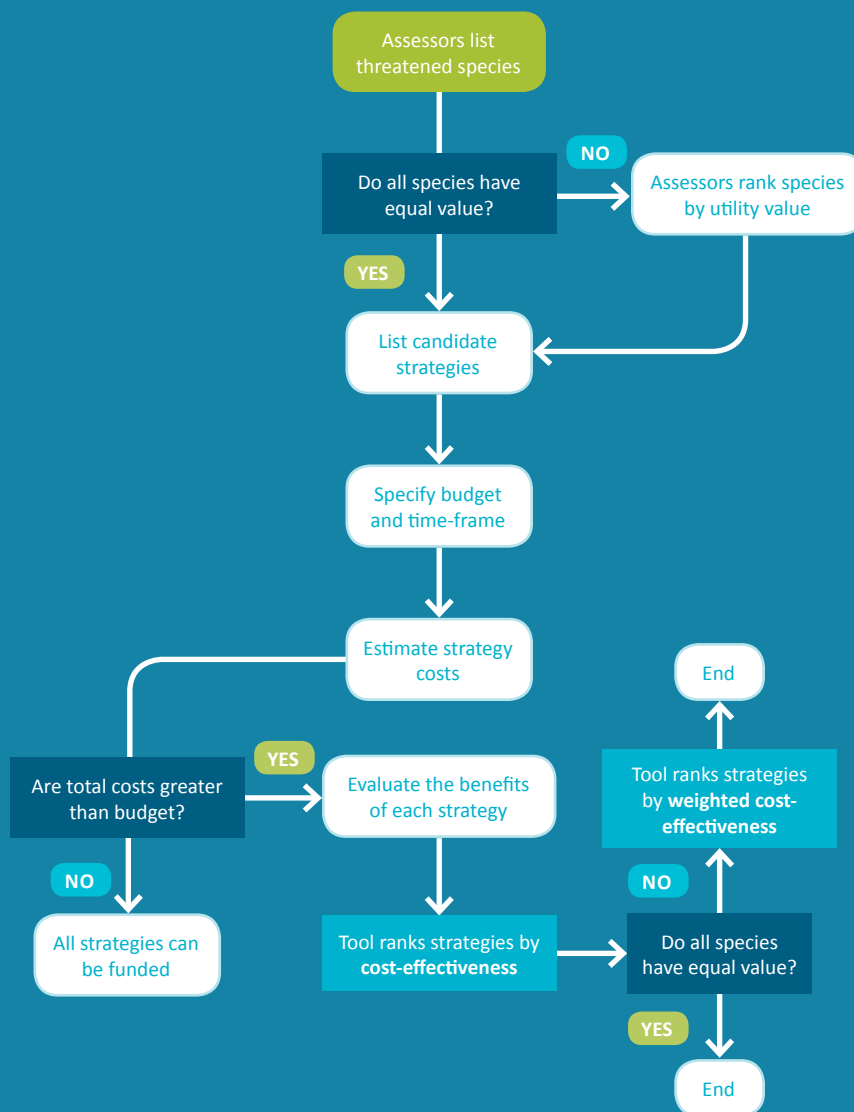 Assessors list
threatened species
NO
Do all species have
equal value?
Assessors rank species
by utility value
YES
List candidate
strategies
Specify budget
and time-frame
Estimate strategy
costs
End
YES
Are total costs greater
than budget?
Evaluate the benefits
of each strategy
Tool ranks strategies
by weighted cost-
effectiveness
NO
NO
All strategies can
be funded
Tool ranks strategies by
cost-effectiveness
Do all species
have equal value?
YES
End